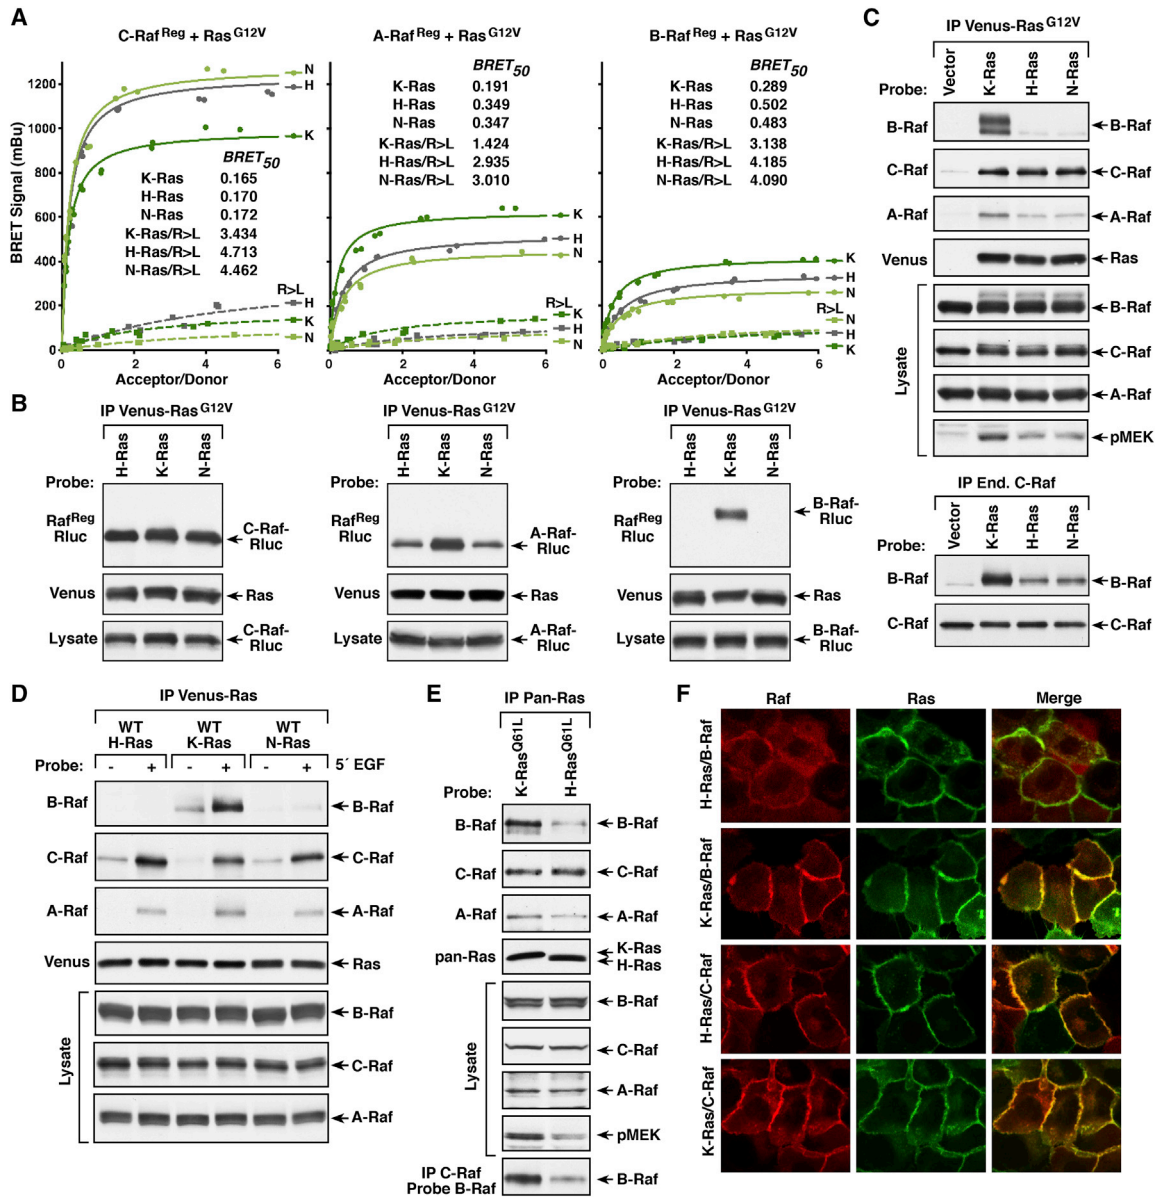 A
C-Raf Reg + Ras G12V
A-Raf Reg + Ras G12V
B-Raf Reg + Ras G12V
BRET Signal (mBu)
1200
1000
800
600
400
200
0
N
H
K
BRET50
K-Ras 0.165
H-Ras 0.170
N-Ras 0.172
K-Ras/R>L 3.434
H-Ras/R>L 4.713
N-Ras/R>L 4.462
R>L
H
K
N
0 2 4 6
Acceptor/Donor
BRET50
K-Ras 0.191
H-Ras 0.349
N-Ras 0.347
K-Ras/R>L 1.424
H-Ras/R>L 2.935
N-Ras/R>L 3.010
K
H
N
R>L
K
H
N
0 2 4 6
Acceptor/Donor
BRET50
K-Ras 0.289
H-Ras 0.502
N-Ras 0.483
K-Ras/R>L 3.138
H-Ras/R>L 4.185
N-Ras/R>L 4.090
K
H
N
R>L
N
H
K
0 2 4 6
Acceptor/Donor
B
IP Venus-Ras G12V
H-Ras K-Ras N-Ras
Probe:
Raf Reg
Rluc
C-Raf-
Rluc
Venus
Ras
Lysate
C-Raf-
Rluc
IP Venus-Ras G12V
H-Ras K-Ras N-Ras
Probe:
Raf Reg
Rluc
A-Raf-
Rluc
Venus
Ras
Lysate
A-Raf-
Rluc
IP Venus-Ras G12V
H-Ras K-Ras N-Ras
Probe:
Raf Reg
Rluc
B-Raf-
Rluc
Venus
Ras
Lysate
B-Raf-
Rluc
C
IP Venus-Ras G12V
Probe: Vector K-Ras H-Ras N-Ras
B-Raf B-Raf
C-Raf C-Raf
A-Raf A-Raf
Venus Ras
Lysate
B-Raf
C-Raf
A-Raf
pMEK
IP End. C-Raf
Probe: Vector K-Ras H-Ras N-Ras
B-Raf B-Raf
C-Raf C-Raf
D
IP Venus-Ras
WT WT WT
H-Ras K-Ras N-Ras
Probe: - + - + - + 5´ EGF
B-Raf B-Raf
C-Raf C-Raf
A-Raf A-Raf
Venus Ras
Lysate
B-Raf
C-Raf
A-Raf
E
IP Pan-Ras
K-Ras Q61L H-Ras Q61L
Probe:
B-Raf B-Raf
C-Raf C-Raf
A-Raf A-Raf
pan-Ras
K-Ras
H-Ras
Lysate
B-Raf
C-Raf
A-Raf
pMEK
IP C-Raf
Probe B-Raf
B-Raf
F
Raf Ras Merge
H-Ras/B-Raf
K-Ras/B-Raf
H-Ras/C-Raf
K-Ras/C-Raf